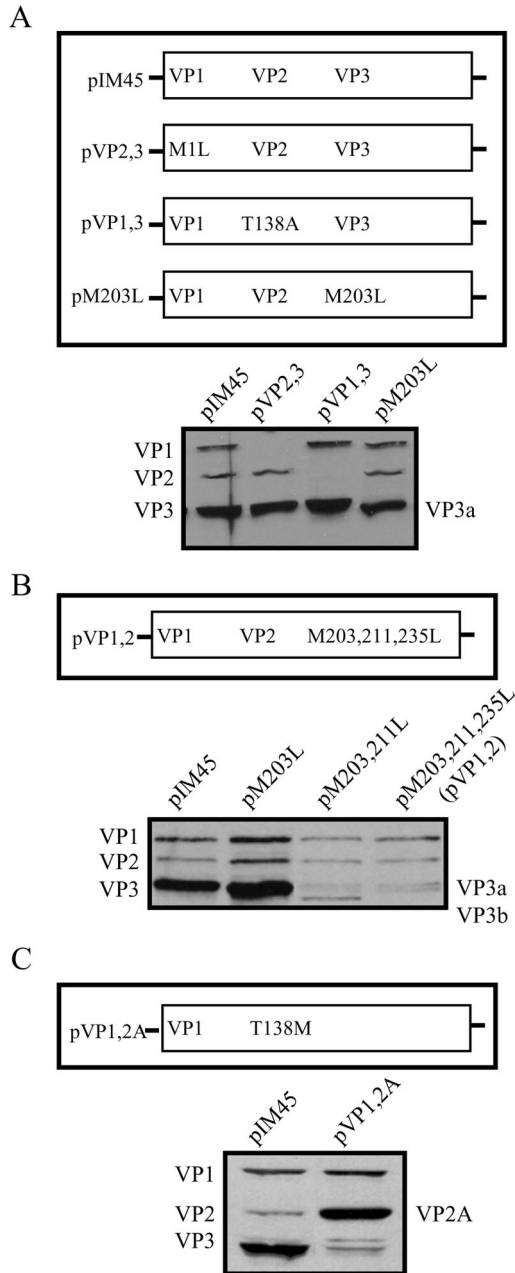 A
pIM45 VP1 VP2 VP3
pVP2,3 M1L VP2 VP3
pVP1,3 VP1 T138A VP3
pM203L VP1 VP2 M203L
pIM45 pVP2,3 pVP1,3 pM203L
VP1
VP2
VP3 VP3a
B
pVP1,2 VP1 VP2 M203,211,235L
pIM45 pM203L pM203,211L pM203,211,235L
(pVP1,2)
VP1
VP2
VP3 VP3a
VP3b
C
pVP1,2A VP1 T138M
pIM45 pVP1,2A
VP1
VP2 VP2A
VP3